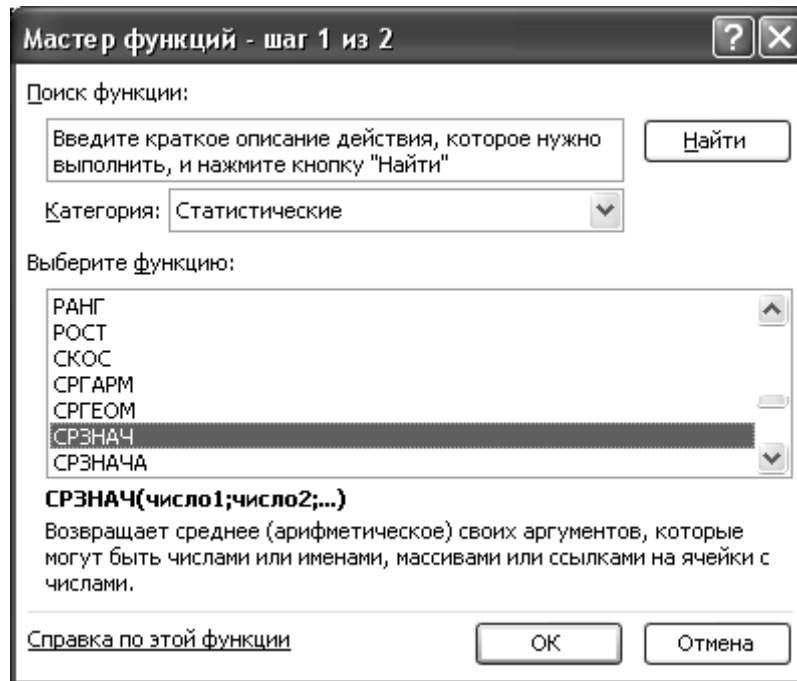 Мастер функций - шаг 1 из 2
Поиск функции:
Введите краткое описание действия, которое нужно
выполнить, и нажмите кнопку "Найти"
Найти
Категория: Статистические
Выберите функцию:
РАНГ
РОСТ
СКОС
СРГАРМ
СРГЕОМ
СРЗНАЧ
СРЗНАЧА
СРЗНАЧ(число1;число2;...)
Возвращает среднее (арифметическое) своих аргументов, которые
могут быть числами или именами, массивами или ссылками на ячейки с
числами.
Справка по этой функции
ОК
Отмена